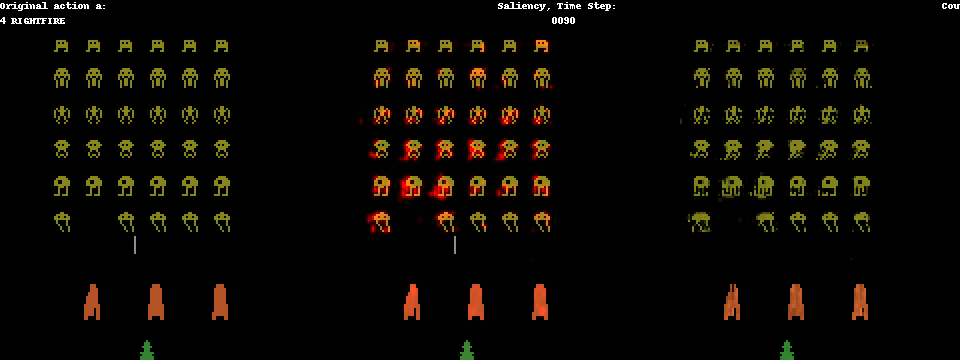 Original action a:
4 RIGHTFIRE
Saliency, Time Step:
0090
Cou